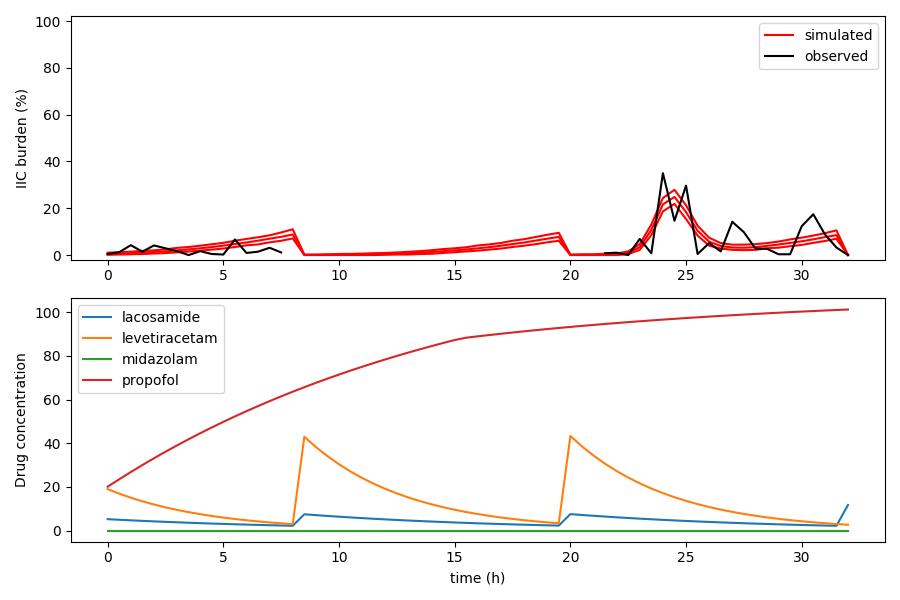 100
80
60
40
20
0
IIC burden (%)
simulated
observed
0
5
10
15
20
25
30
100
80
60
40
20
0
Drug concentration
lacosamide
levetiracetam
midazolam
propofol
0
5
10
15
20
25
30
time (h)